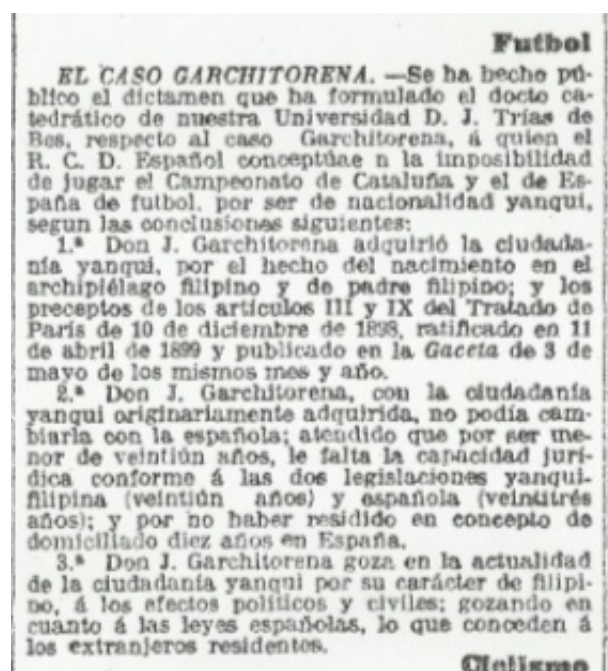 Futbol
EL CASO GARCHITORENA. —Se ha hecho pú-
blico el dictamen que ha formulado el docto ca-
tedrático de nuestra Universidad D. J. Trías de
Bes, respecto al caso Garchitorena, á quien el
R. C. D. Español conceptúae n la imposibilidad
de jugar el Campeonato de Cataluña y el de Es-
paña de futbol, por ser de nacionalidad yanqui,
segun las conclusiones siguientes:
1.ª Don J. Garchitorena adquirió la ciudada-
nía yanqui, por el hecho del nacimiento en el
archipiélago filipino y de padre filipino; y los
preceptos de los artículos III y IX del Tratado de
París de 10 de diciembre de 1898, ratificado en 11
de abril de 1899 y publicado en la Gaceta de 3 de
mayo de los mismos mes y año.
2.ª Don J. Garchitorena, con la ciudadanía
yanqui originariamente adquirida, no podía cam-
biarla con la española; atendido que por ser me-
nor de veintiún años, le falta la capacidad jurí-
dica conforme á las dos legislaciones yanqui-
filipina (veintiún años) y española (veintitrés
años); y por no haber residido en concepto de
domiciliado diez años en España.
3.ª Don J. Garchitorena goza en la actualidad
de la ciudadanía yanqui por su carácter de filipi-
no, á los efectos políticos y civiles; gozando en
cuanto á las leyes españolas, lo que conceden á
los extranjeros residentes.
Ciclismo